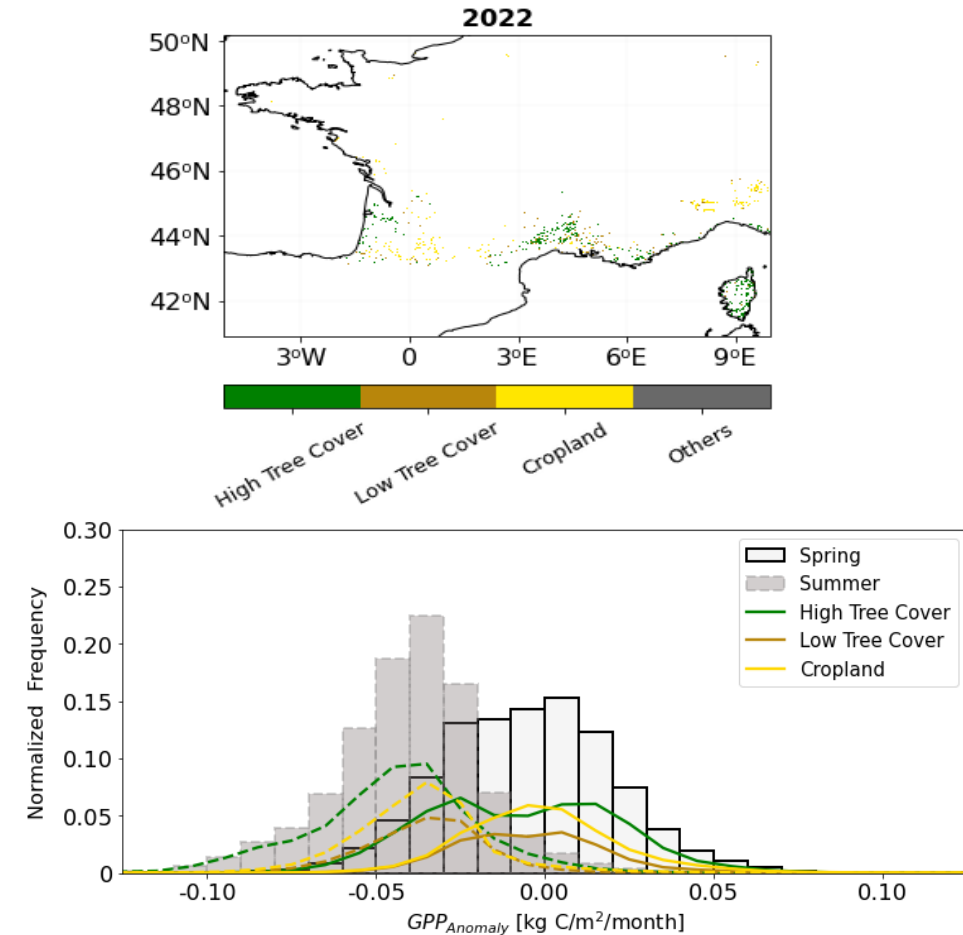 2022
50°N
48°N
46°N
44°N
42°N
3°W 0 3°E 6°E 9°E
High Tree Cover Low Tree Cover Cropland Others
0.30
0.25
0.20
0.15
0.10
0.05
0
Normalized Frequency
Spring
Summer
High Tree Cover
Low Tree Cover
Cropland
-0.10 -0.05 0.00 0.05 0.10
GPP_Anomaly [kg C/m²/month]